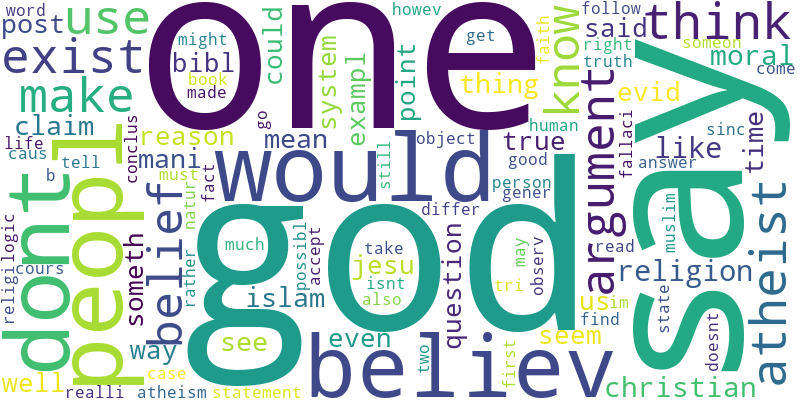 word
post
use
exist
make
claim
one
might
bibl
book
made
system
could
exampl
howev
point
get
faith
know
follow
said
right
truth
think
someon
moral
come
evid
thing
life
caus
tell
b
go
reason
mean
object
human
true
fallaci
like
sinc
answer
time
conclus
mani
must
fact
would
still
good
person
gener
argument
say
dont
peopl
belief
natur
god
differ
much
possibl
accept
take
jesu
isnt
also
question
may
observ
tri
read
religion
muslim
atheist
logic
religi
cours
someth
rather
islam
us
im
find
state
doesnt
way
see
even
two
believ
first
seem
well
realli
case
atheism
statement
christian